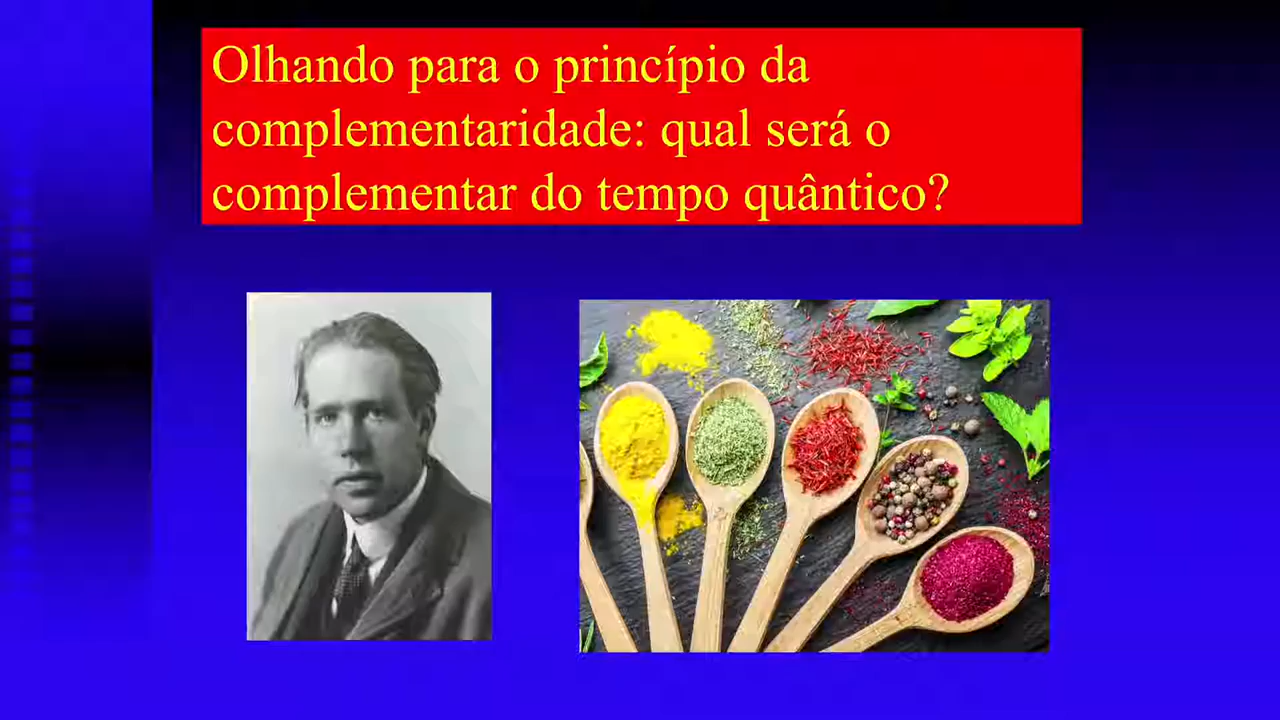 Olhando para o princípio da
complementaridade: qual será o
complementar do tempo quântico?